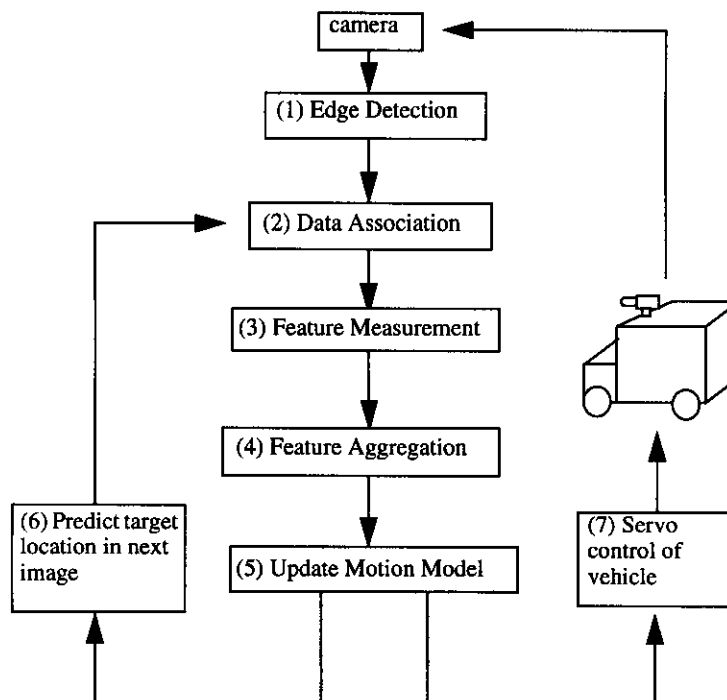 camera
(1) Edge Detection
(2) Data Association
(3) Feature Measurement
(4) Feature Aggregation
(5) Update Motion Model
(6) Predict target
location in next
image
(7) Servo
control of
vehicle